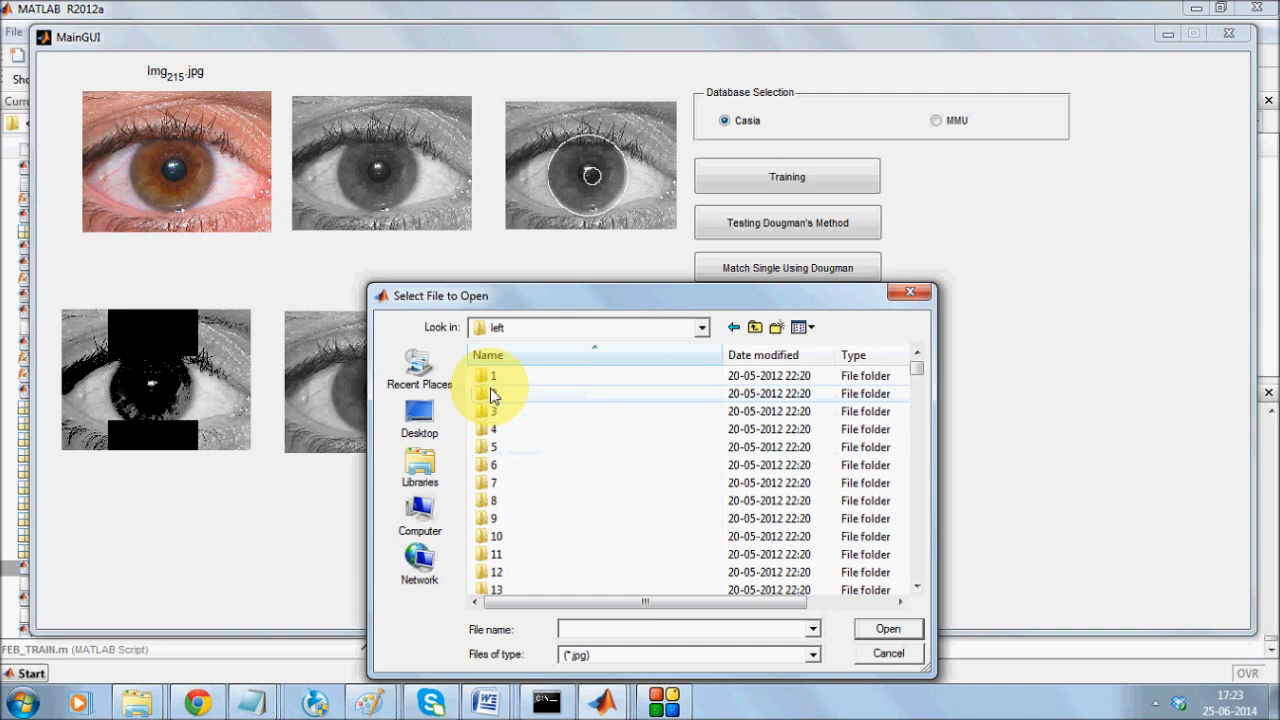 MATLAB R2012a
File
MainGUI
Img215.jpg
Database Selection
Casia
MMU
Sho
Curre
Training
Testing Dougman's Method
Match Single Using Dougman
Select File to Open
Look in:
left
Name
Date modified
Type
Recent Places
Desktop
Libraries
Computer
Network
1
20-05-2012 22:20
File folder
20-05-2012 22:20
File folder
3
20-05-2012 22:20
File folder
4
20-05-2012 22:20
File folder
5
20-05-2012 22:20
File folder
6
20-05-2012 22:20
File folder
7
20-05-2012 22:20
File folder
8
20-05-2012 22:20
File folder
9
20-05-2012 22:20
File folder
10
20-05-2012 22:20
File folder
11
20-05-2012 22:20
File folder
12
20-05-2012 22:20
File folder
13
20-05-2012 22:20
File folder
File name:
Open
Files of type:
(*.jpg)
Cancel
FEB_TRAIN.m (MATLAB Script)
Start
OVR
C:\...
17:23
25-06-2014